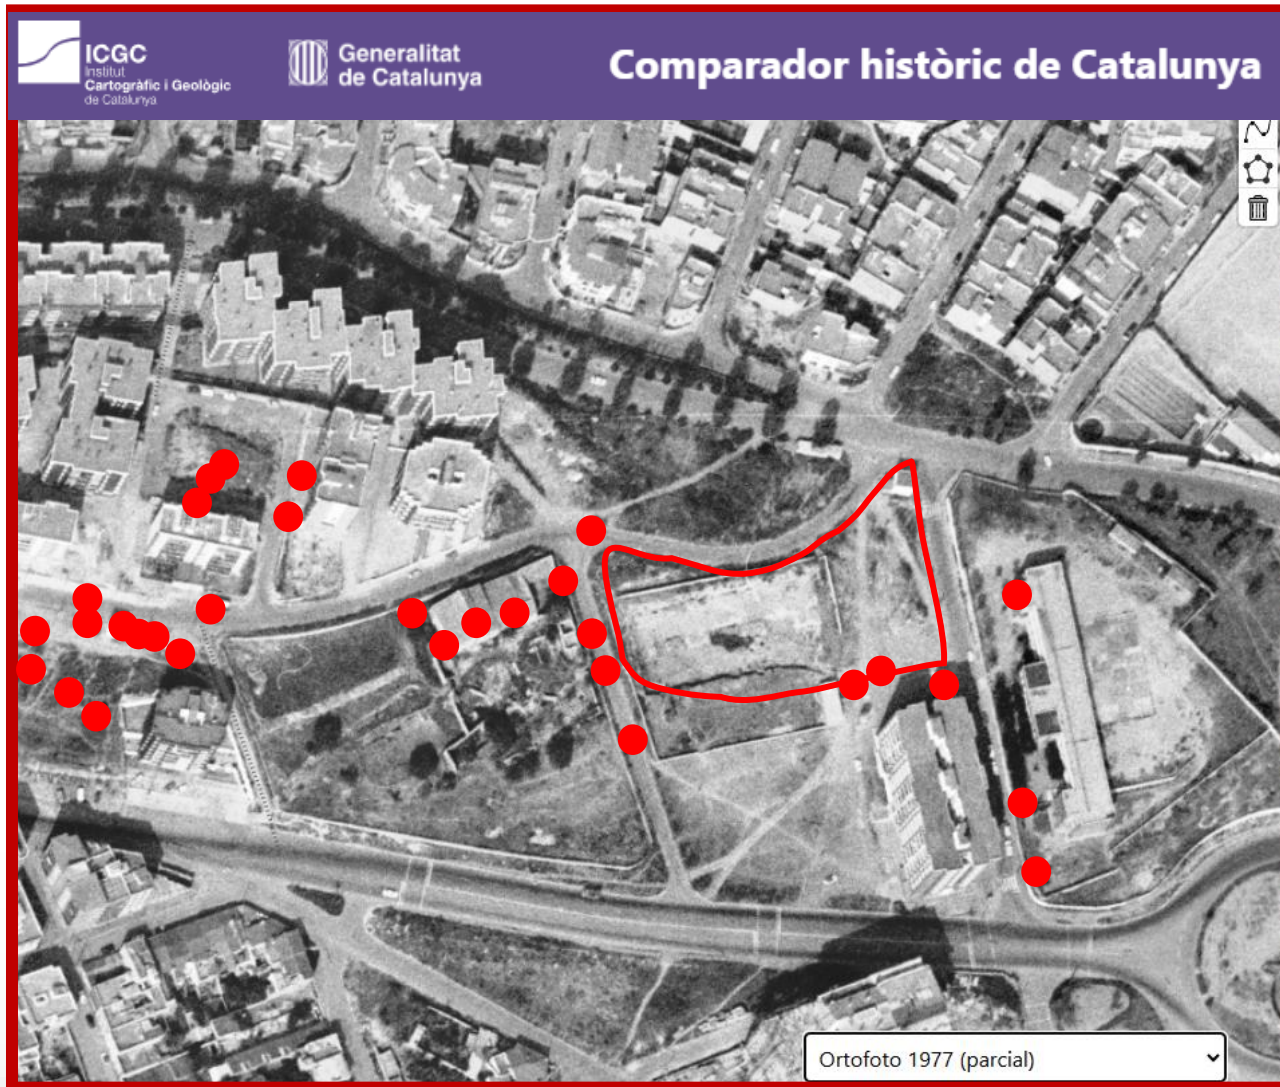 ICGC
Institut
Cartogràfic i Geològic
de Catalunya
Generalitat
de Catalunya
Comparador històric de Catalunya
Ortofoto 1977 (parcial)